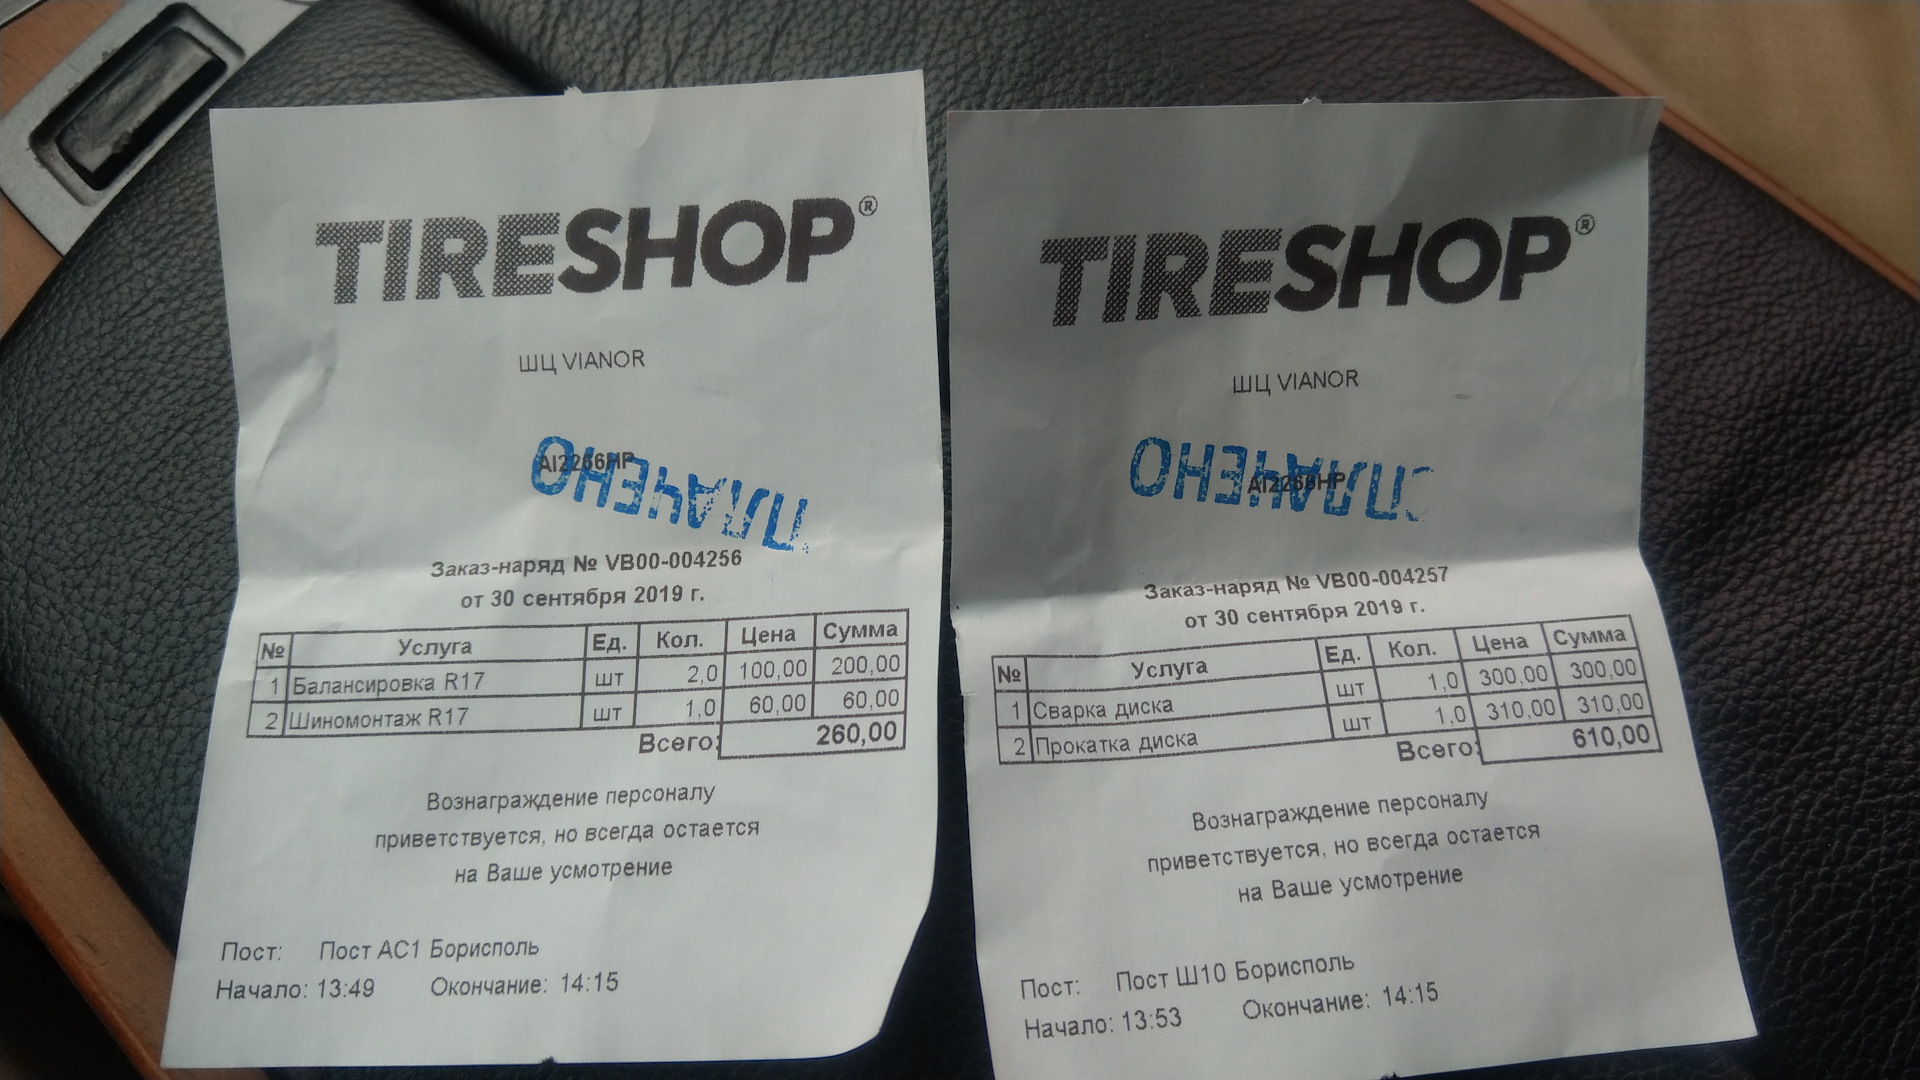 TIRESHOP®
ШЦ VIANOR
AI2266HP
ОПЛАЧЕНО
Заказ-наряд № VB00-004256
от 30 сентября 2019 г.
№ Услуга Ед. Кол. Цена Сумма
1 Балансировка R17 шт 2,0 100,00 200,00
2 Шиномонтаж R17 шт 1,0 60,00 60,00
Всего: 260,00
Вознаграждение персоналу
приветствуется, но всегда остается
на Ваше усмотрение
Пост: Пост АС1 Борисполь
Начало: 13:49 Окончание: 14:15
TIRESHOP®
ШЦ VIANOR
AI2266HP
ОПЛАЧЕНО
Заказ-наряд № VB00-004257
от 30 сентября 2019 г.
№ Услуга Ед. Кол. Цена Сумма
1 Сварка диска шт 1,0 300,00 300,00
2 Прокатка диска шт 1,0 310,00 310,00
Всего: 610,00
Вознаграждение персоналу
приветствуется, но всегда остается
на Ваше усмотрение
Пост: Пост Ш10 Борисполь
Начало: 13:53 Окончание: 14:15